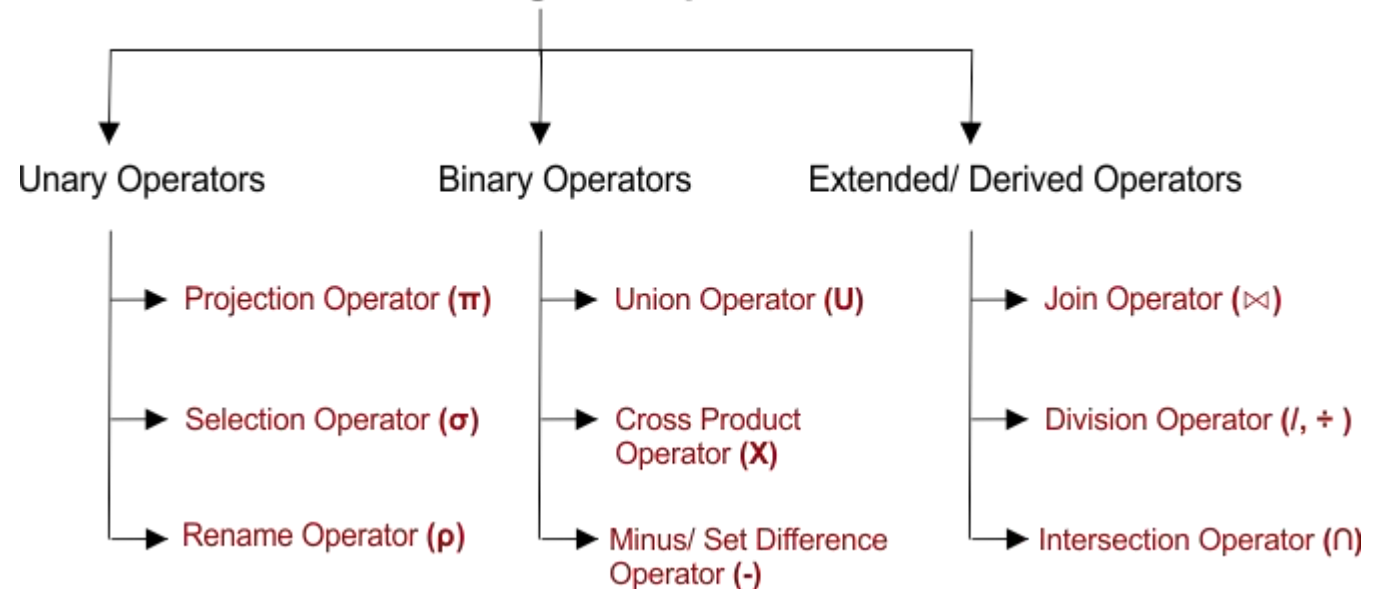 Unary Operators
Binary Operators
Extended/ Derived Operators
Projection Operator (π)
Union Operator (U)
Join Operator (⋈)
Selection Operator (σ)
Cross Product
Operator (X)
Division Operator (/, ÷ )
Rename Operator (ρ)
Minus/ Set Difference
Operator (-)
Intersection Operator (∩)